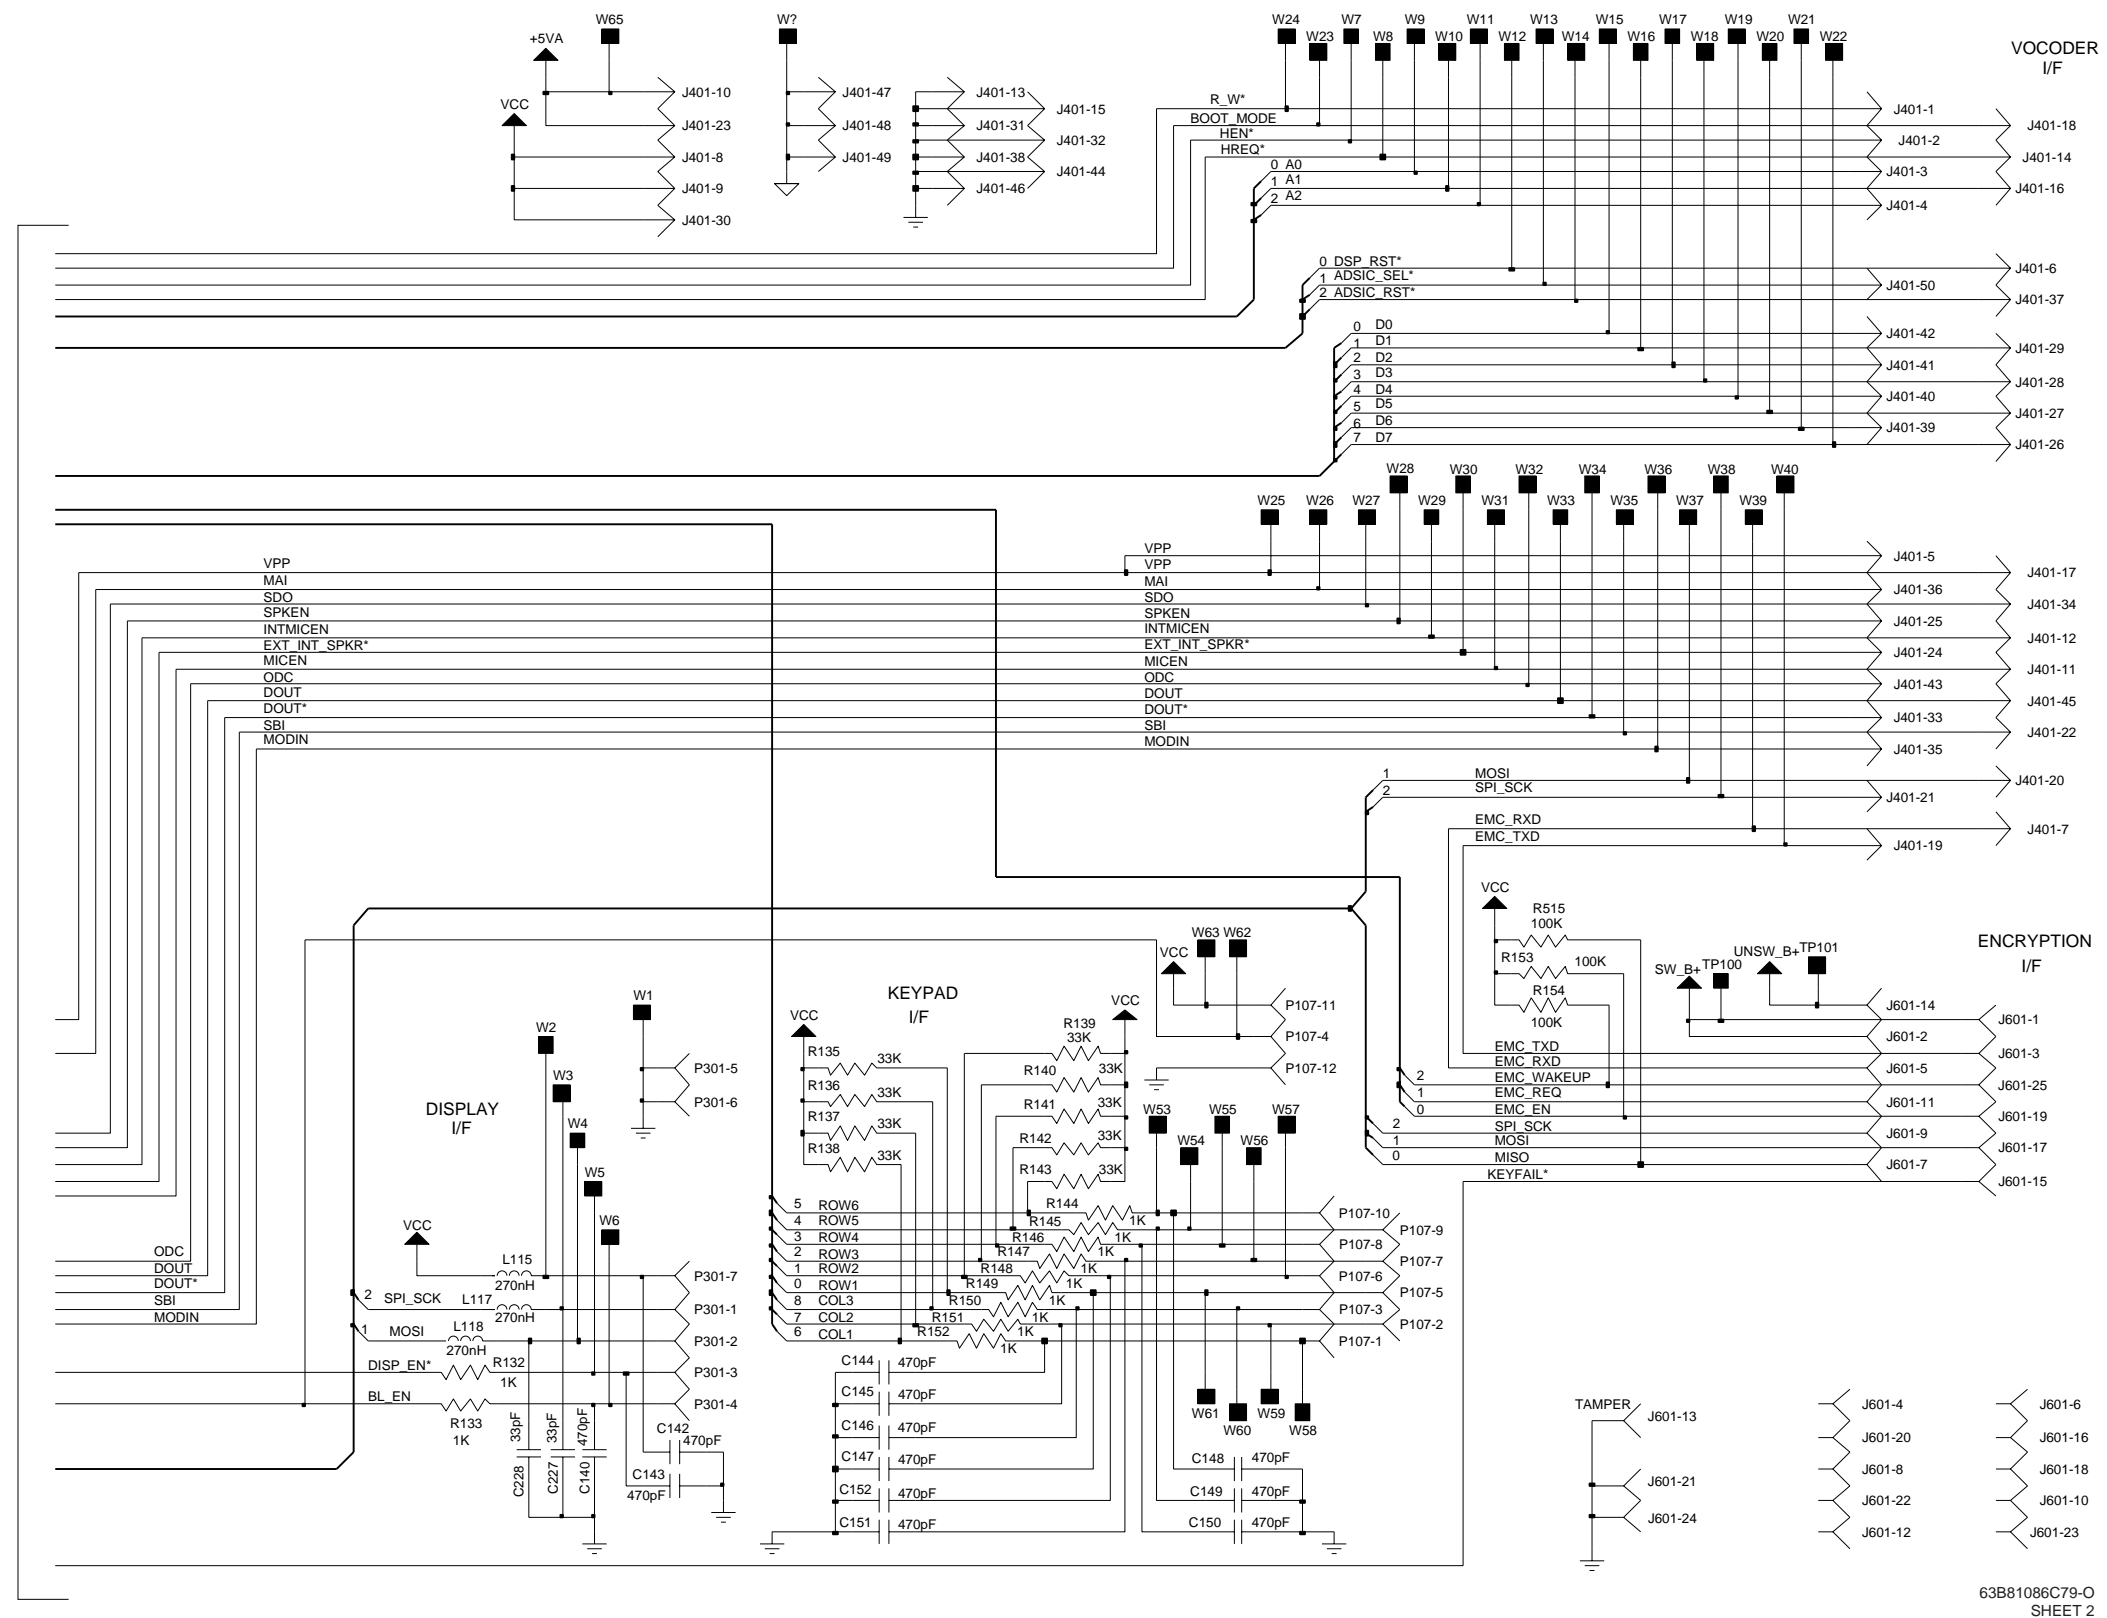 W65
W?
W24
W7
W9
W11
W13
W15
W17
W19
W21
+5VA
W23
W8
W10
W12
W14
W16
W18
W20
W22
VOCODER
I/F
VCC
J401-10
J401-23
J401-8
J401-9
J401-30
J401-47
J401-48
J401-49
J401-13
J401-15
J401-31
J401-32
J401-38
J401-44
J401-46
R_W*
J401-1
BOOT_MODE
J401-18
HEN*
J401-2
HREQ*
J401-14
0 A0
J401-3
1 A1
J401-16
2 A2
J401-4
0 DSP_RST*
J401-6
1 ADSIC_SEL*
J401-50
2 ADSIC_RST*
J401-37
0 D0
J401-42
1 D1
J401-29
2 D2
J401-41
3 D3
J401-28
4 D4
J401-40
5 D5
J401-27
6 D6
J401-39
7 D7
J401-26
W28
W30
W32
W34
W36
W38
W40
W25
W26
W27
W29
W31
W33
W35
W37
W39
VPP
J401-5
VPP
VPP
J401-17
MAI
MAI
J401-36
SDO
SDO
J401-34
SPKEN
SPKEN
J401-25
INTMICEN
INTMICEN
J401-12
EXT_INT_SPKR*
EXT_INT_SPKR*
J401-24
MICEN
MICEN
J401-11
ODC
ODC
J401-43
DOUT
DOUT
J401-45
DOUT*
DOUT*
J401-33
SBI
SBI
J401-22
MODIN
MODIN
J401-35
1 MOSI
J401-20
2 SPI_SCK
J401-21
EMC_RXD
J401-7
EMC_TXD
J401-19
VCC
R515
100K
R153
100K
R154
100K
ENCRYPTION
I/F
SW_B+
TP100
UNSW_B+
TP101
J601-14
J601-1
J601-2
EMC_TXD
J601-3
EMC_RXD
J601-5
2 EMC_WAKEUP
J601-25
1 EMC_REQ
J601-11
0 EMC_EN
J601-19
2 SPI_SCK
J601-9
1 MOSI
J601-17
0 MISO
J601-7
KEYFAIL*
J601-15
W63
W62
VCC
P107-11
P107-4
P107-12
KEYPAD
I/F
VCC
R135
33K
R136
33K
R137
33K
R138
33K
VCC
R139
33K
R140
33K
R141
33K
R142
33K
R143
33K
W53
W55
W57
W54
W56
5 ROW6
R144
1K
P107-10
4 ROW5
R145
1K
P107-9
3 ROW4
R146
1K
P107-8
2 ROW3
R147
1K
P107-7
1 ROW2
R148
1K
P107-6
0 ROW1
R149
1K
P107-5
8 COL3
R150
1K
P107-3
7 COL2
R151
1K
P107-2
6 COL1
R152
1K
P107-1
W61
W60
W59
W58
C144
470pF
C145
470pF
C146
470pF
C147
470pF
C152
470pF
C151
470pF
C148
470pF
C149
470pF
C150
470pF
W1
P301-5
P301-6
DISPLAY
I/F
W2
W3
W4
W5
W6
VCC
L115
270nH
P301-7
2 SPI_SCK
L117
270nH
P301-1
1 MOSI
L118
270nH
P301-2
DISP_EN*
R132
1K
P301-3
BL_EN
R133
1K
P301-4
33pF
C228
33pF
C227
470pF
C140
C142
470pF
C143
470pF
ODC
DOUT
DOUT*
SBI
MODIN
TAMPER
J601-13
J601-21
J601-24
J601-4
J601-20
J601-8
J601-22
J601-12
J601-6
J601-16
J601-18
J601-10
J601-23
63B81086C79-O
SHEET 2